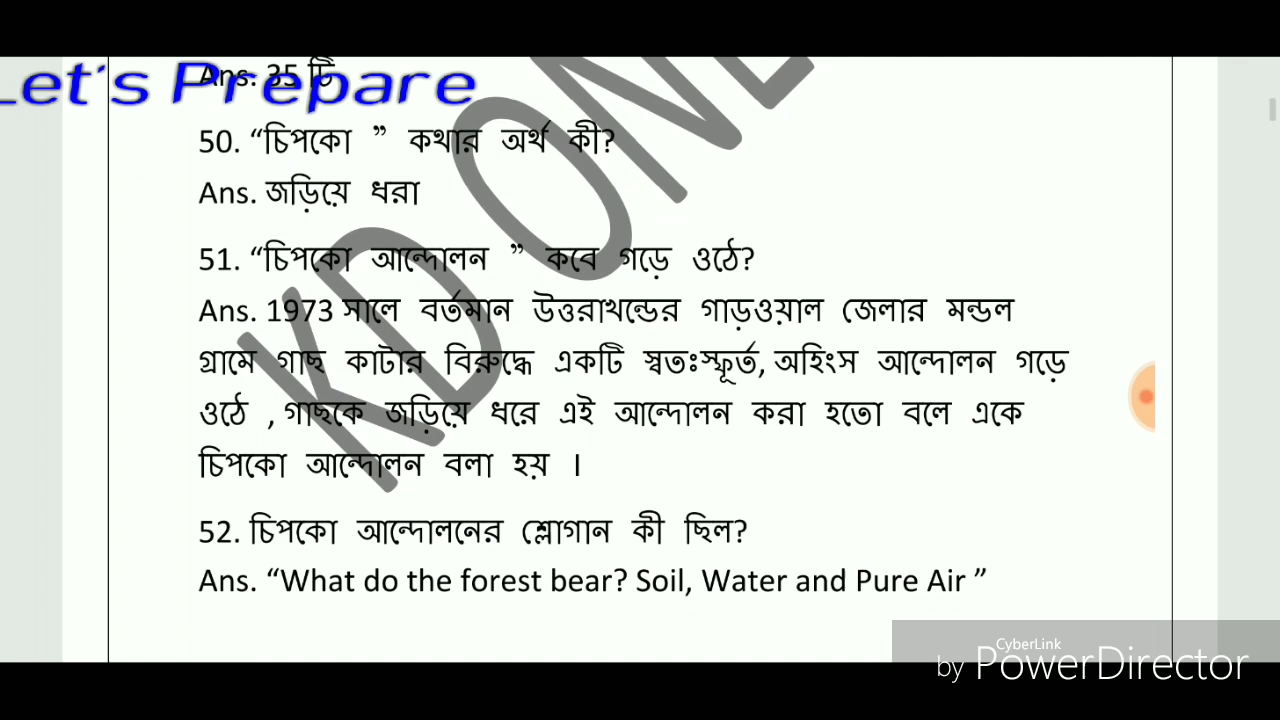 Ans. 35 টি
Let's Prepare
50. “চিপকো ” কথার অর্থ কী?
Ans. জড়িয়ে ধরা
51. “চিপকো আন্দোলন ” কবে গড়ে ওঠে?
Ans. 1973 সালে বর্তমান উত্তরাখন্ডের গাড়ওয়াল জেলার মন্ডল
গ্রামে গাছ কাটার বিরুদ্ধে একটি স্বতঃস্ফূর্ত, অহিংস আন্দোলন গড়ে
ওঠে , গাছকে জড়িয়ে ধরে এই আন্দোলন করা হতো বলে একে
চিপকো আন্দোলন বলা হয় ।
52. চিপকো আন্দোলনের শ্লোগান কী ছিল?
Ans. “What do the forest bear? Soil, Water and Pure Air ”
KD ONE
CyberLink
by PowerDirector